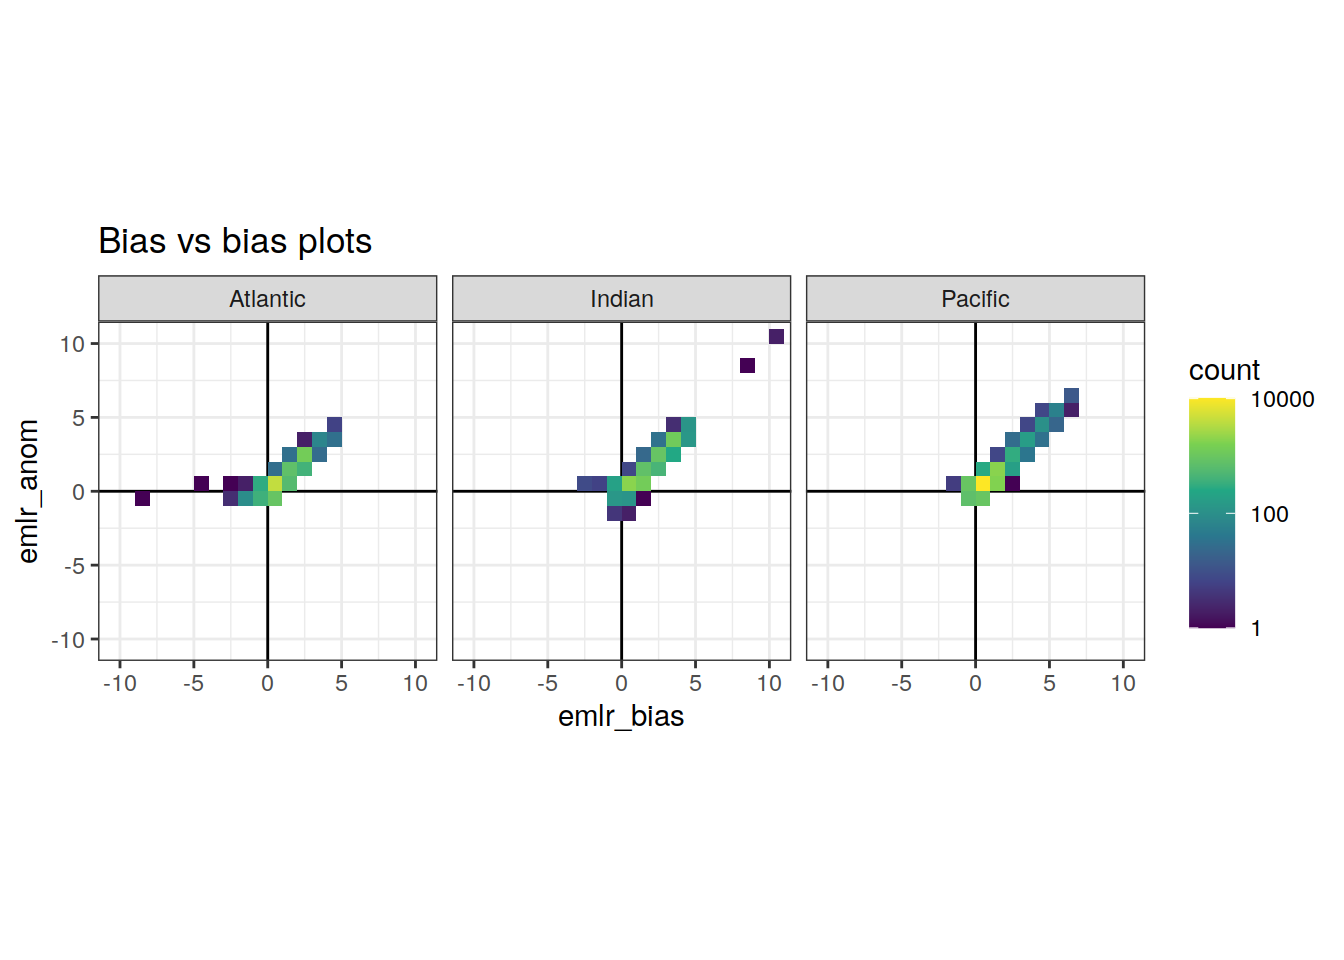 Bias vs bias plots
Atlantic
Indian
Pacific
emlr_anom
10
5
0
-5
-10
-10 -5 0 5 10
-10 -5 0 5 10
-10 -5 0 5 10
emlr_bias
count
10000
100
1